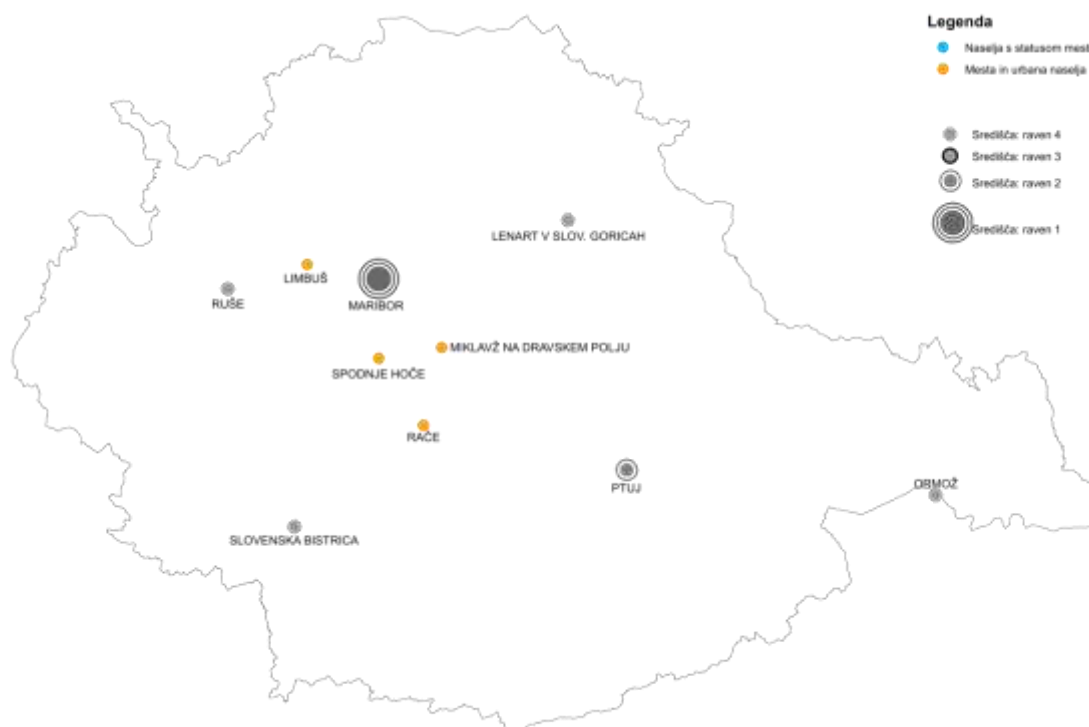 Legenda
Naselja s statusom mest
Mesta in urbana naselja
Središča: raven 4
Središča: raven 3
Središča: raven 2
Središča: raven 1
LENART V SLOV. GORICAH
LIMBUŠ
RUŠE
MARIBOR
MIKLAVŽ NA DRAVSKEM POLJU
SPODNJE HOČE
RAČE
PTUJ
ORMOŽ
SLOVENSKA BISTRICA